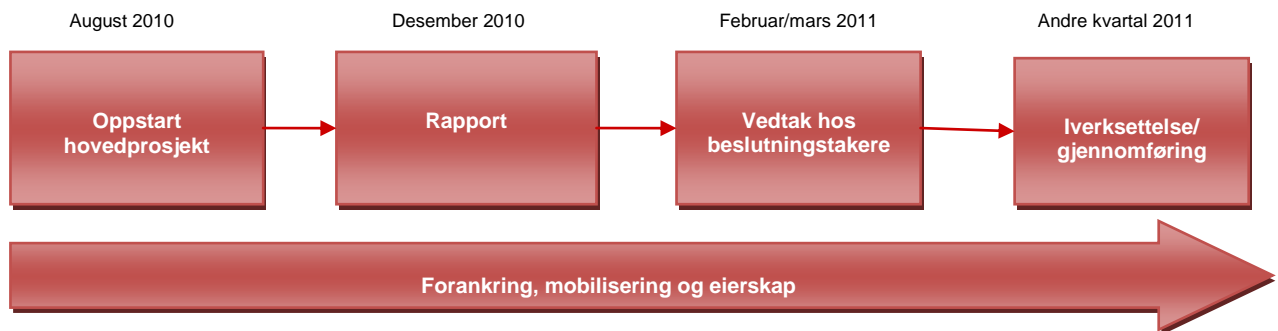 August 2010
Desember 2010
Februar/mars 2011
Andre kvartal 2011
Oppstart
hovedprosjekt
Rapport
Vedtak hos
beslutningstakere
Iverksettelse/
gjennomføring
Forankring, mobilisering og eierskap